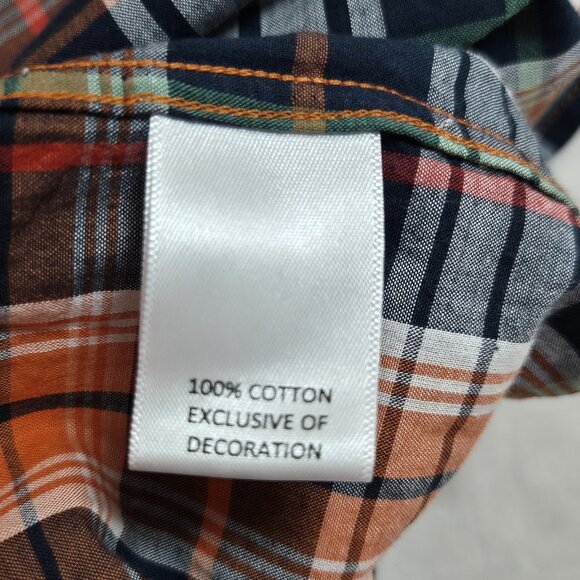 100% COTTON
EXCLUSIVE OF
DECORATION